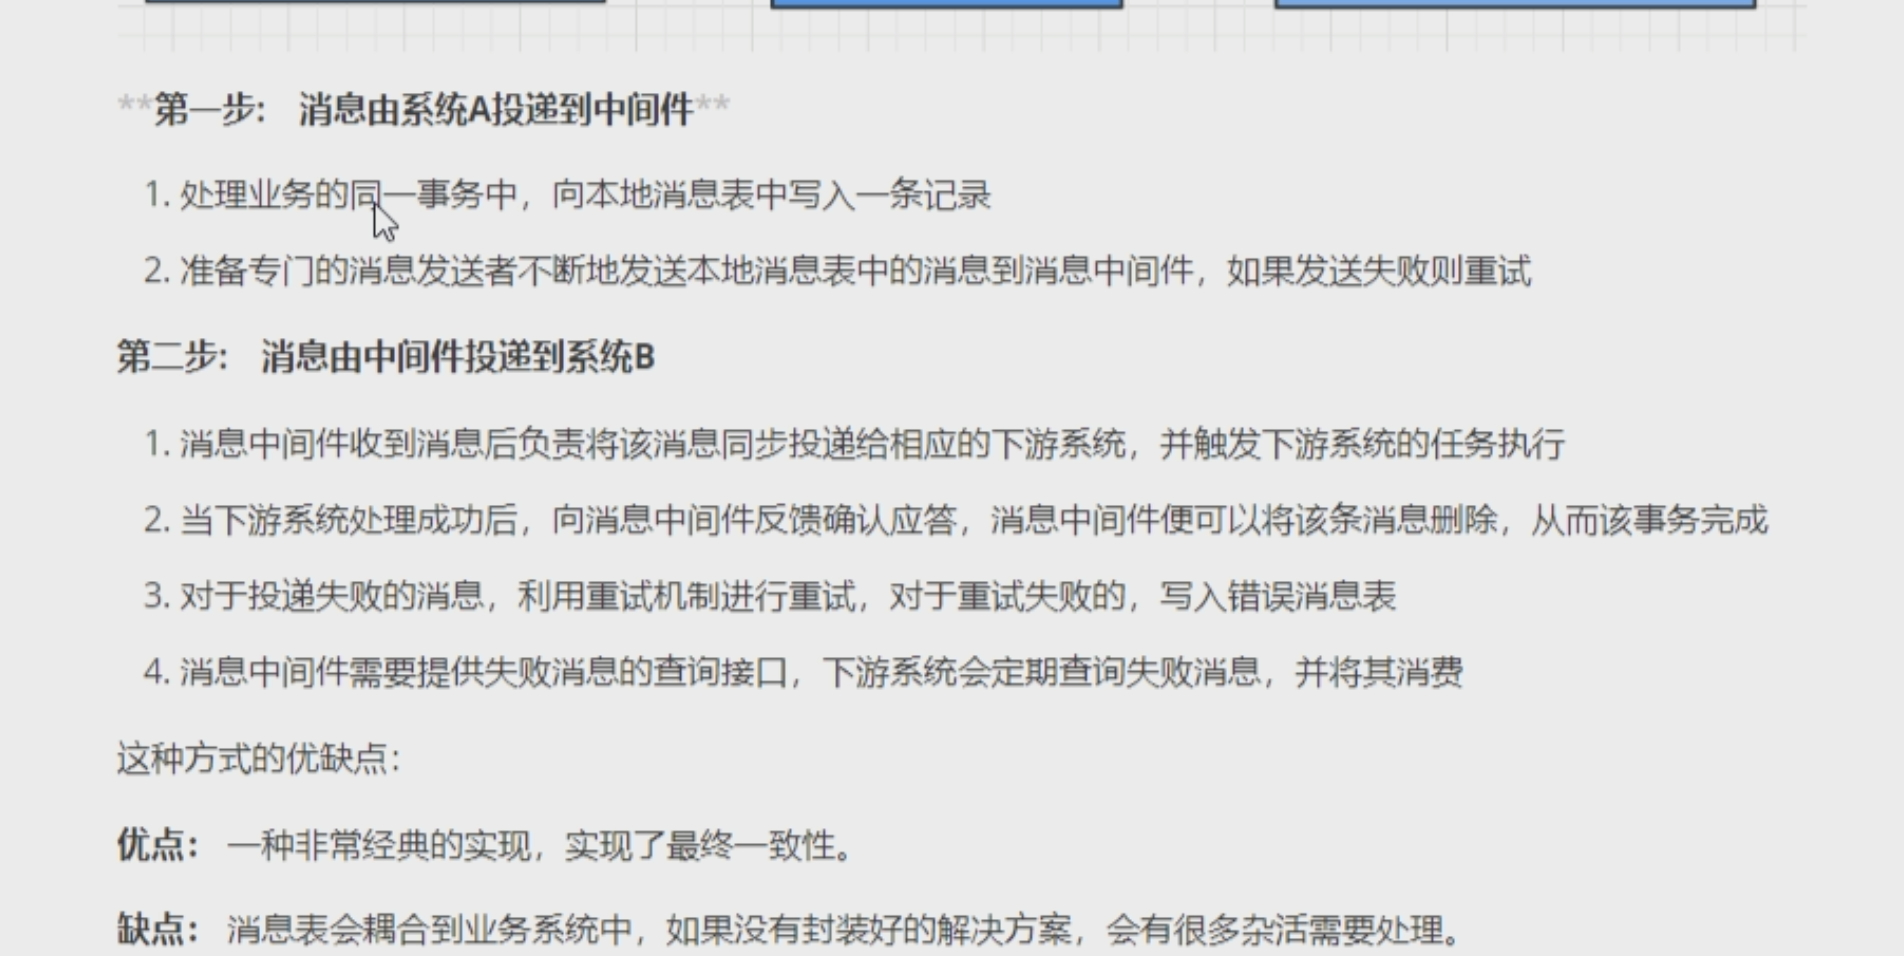 **第一步： 消息由系统A投递到中间件**
1. 处理业务的同一事务中，向本地消息表中写入一条记录
2. 准备专门的消息发送者不断地发送本地消息表中的消息到消息中间件，如果发送失败则重试
第二步： 消息由中间件投递到系统B
1. 消息中间件收到消息后负责将该消息同步投递给相应的下游系统，并触发下游系统的任务执行
2. 当下游系统处理成功后，向消息中间件反馈确认应答，消息中间件便可以将该条消息删除，从而该事务完成
3. 对于投递失败的消息，利用重试机制进行重试，对于重试失败的，写入错误消息表
4. 消息中间件需要提供失败消息的查询接口，下游系统会定期查询失败消息，并将其消费
这种方式的优缺点：
优点： 一种非常经典的实现，实现了最终一致性。
缺点： 消息表会耦合到业务系统中，如果没有封装好的解决方案，会有很多杂活需要处理。